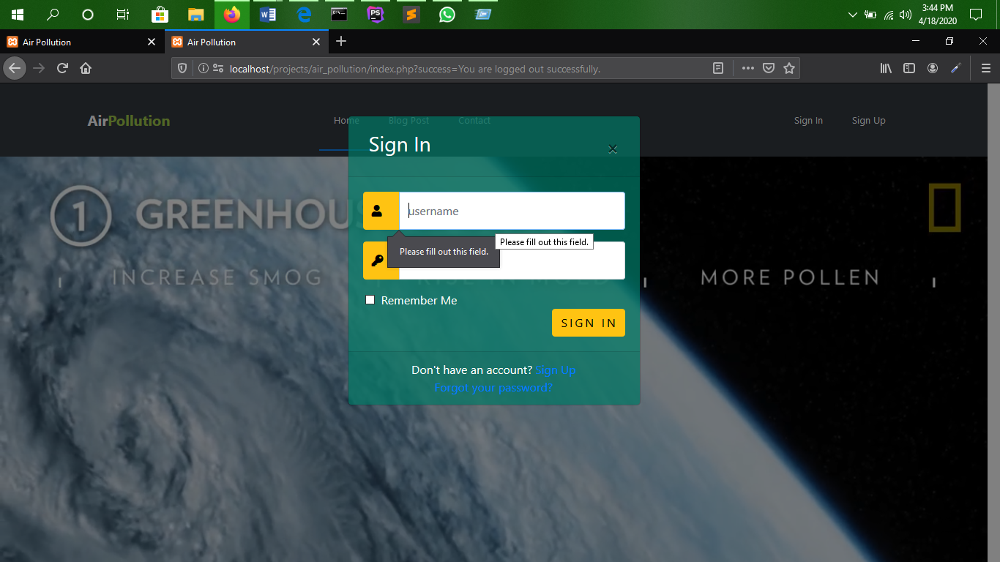 3:44 PM
4/18/2020
Air Pollution
Air Pollution
localhost/projects/air_pollution/index.php?success=You are logged out successfully.
AirPollution
Home
Blog Post
Contact
Sign In
Sign Up
Sign In
×
1
GREENHOUS
username
Please fill out this field.
Please fill out this field.
INCREASE SMOG
RISE IN MOLD
MORE POLLEN
Remember Me
SIGN IN
Don't have an account? Sign Up
Forgot your password?